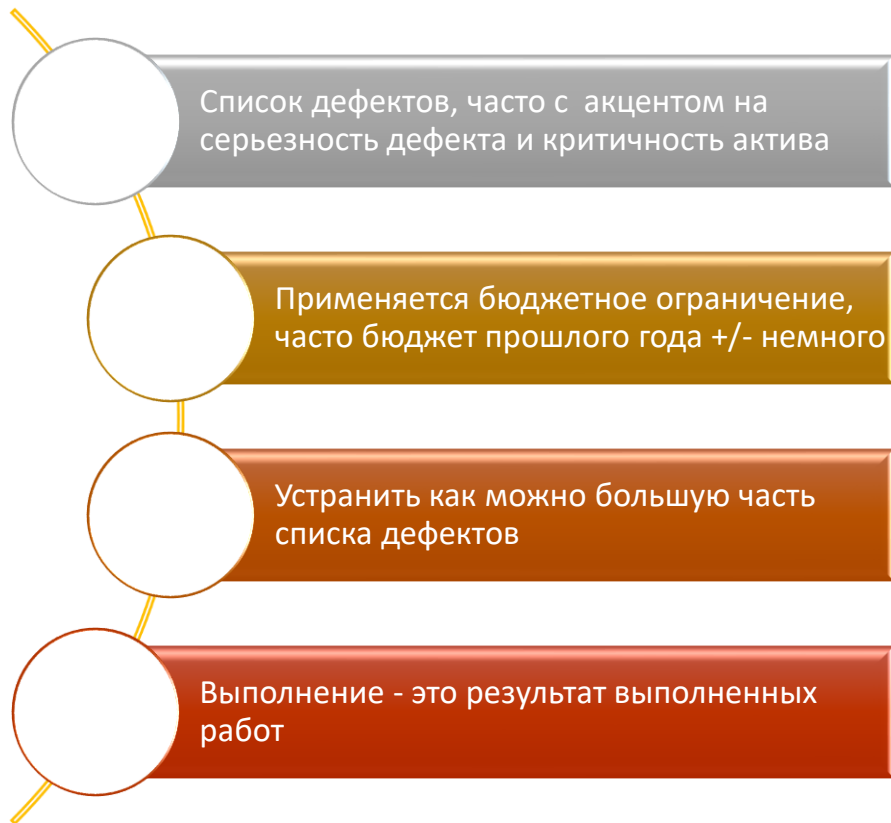 Список дефектов, часто с  акцентом на
серьезность дефекта и критичность актива
Применяется бюджетное ограничение,
часто бюджет прошлого года +/- немного
Устранить как можно большую часть
списка дефектов
Выполнение - это результат выполненных
работ